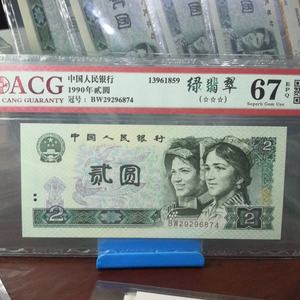 ACG
CANG GUARANTY
中国人民银行
1990年贰圆
冠号：BW29296874
13961859
绿翡翠
(☆☆☆)
67
EPQ
Superb Gem Unc
中国人民银行
贰圆
2
2
BW29296874